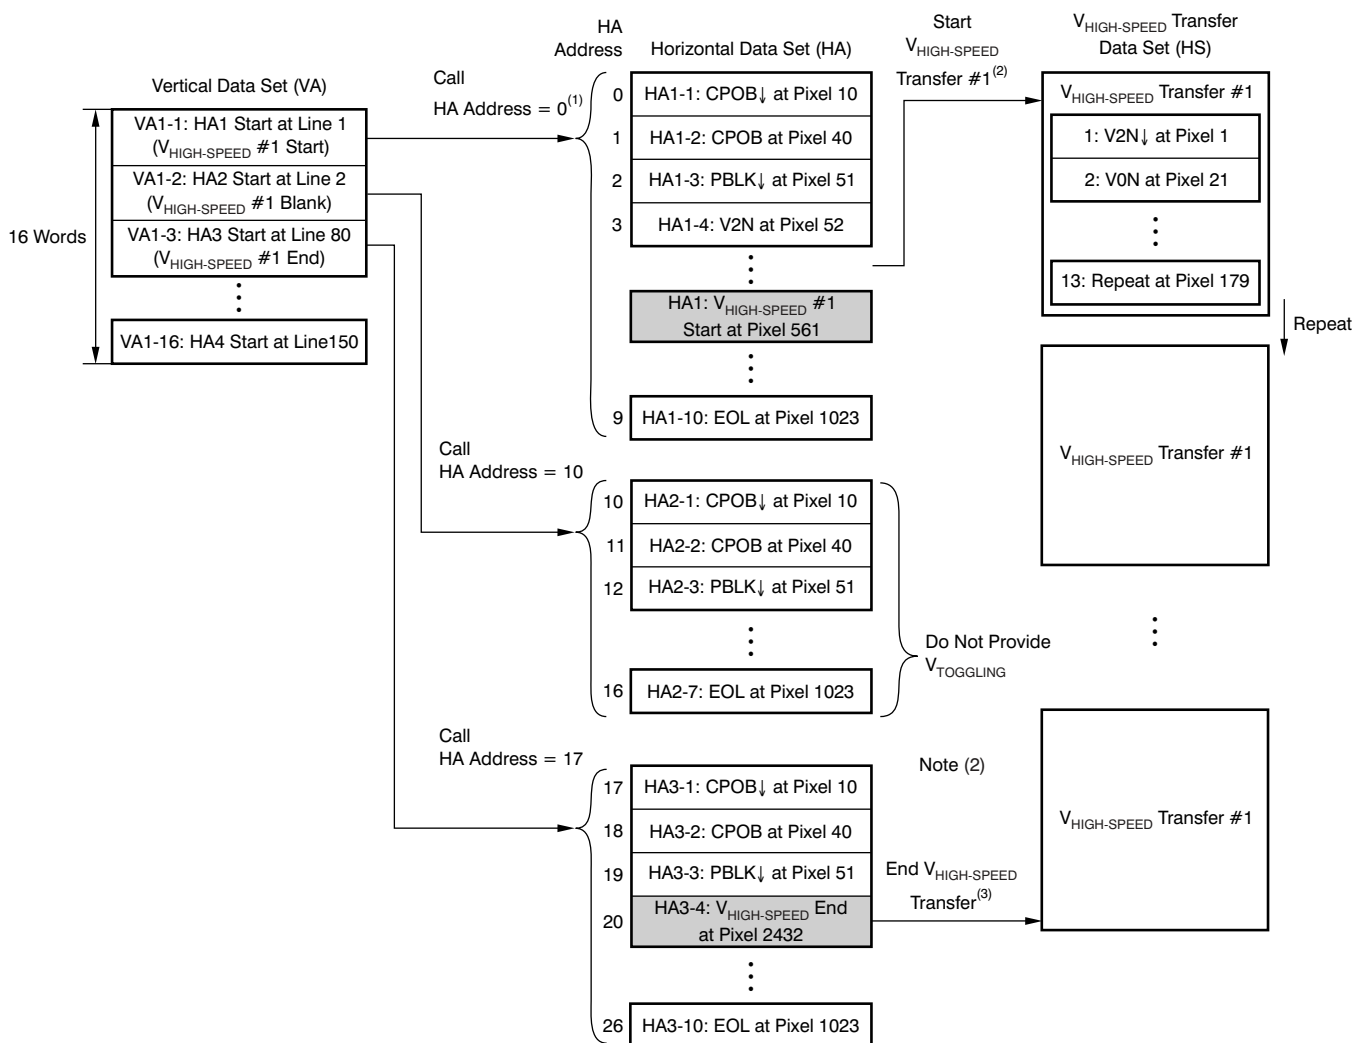 Vertical Data Set (VA)
16 Words
VA1-1: HA1 Start at Line 1
(VHIGH-SPEED #1 Start)
VA1-2: HA2 Start at Line 2
(VHIGH-SPEED #1 Blank)
VA1-3: HA3 Start at Line 80
(VHIGH-SPEED #1 End)
VA1-16: HA4 Start at Line150
Call
HA Address = 0(1)
HA
Address
Horizontal Data Set (HA)
0 HA1-1: CPOB↓ at Pixel 10
1 HA1-2: CPOB at Pixel 40
2 HA1-3: PBLK↓ at Pixel 51
3 HA1-4: V2N at Pixel 52
HA1: VHIGH-SPEED #1
Start at Pixel 561
9 HA1-10: EOL at Pixel 1023
Call
HA Address = 10
10 HA2-1: CPOB↓ at Pixel 10
11 HA2-2: CPOB at Pixel 40
12 HA2-3: PBLK↓ at Pixel 51
16 HA2-7: EOL at Pixel 1023
Do Not Provide
VTOGGLING
Call
HA Address = 17
17 HA3-1: CPOB↓ at Pixel 10
18 HA3-2: CPOB at Pixel 40
19 HA3-3: PBLK↓ at Pixel 51
20 HA3-4: VHIGH-SPEED End
at Pixel 2432
26 HA3-10: EOL at Pixel 1023
Start
VHIGH-SPEED
Transfer #1(2)
VHIGH-SPEED Transfer
Data Set (HS)
VHIGH-SPEED Transfer #1
1: V2N↓ at Pixel 1
2: V0N at Pixel 21
13: Repeat at Pixel 179
Repeat
VHIGH-SPEED Transfer #1
Note (2)
End VHIGH-SPEED
Transfer(3)
VHIGH-SPEED Transfer #1